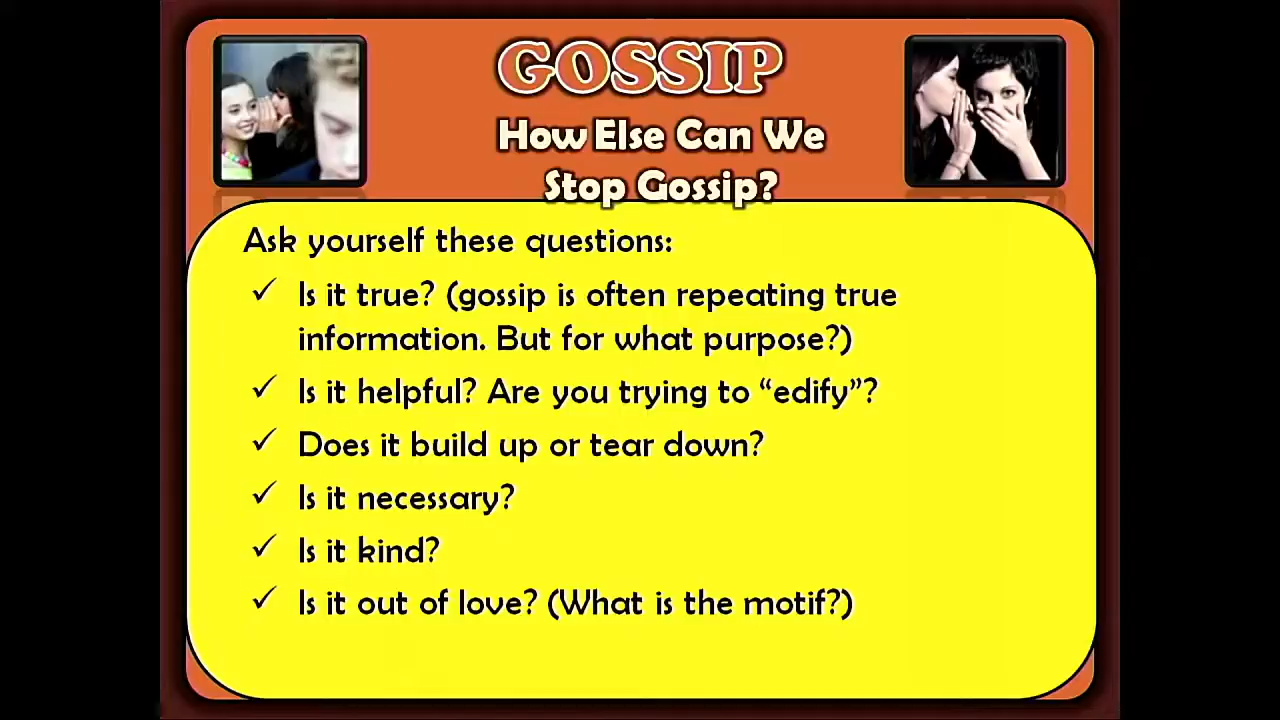 GOSSIP
How Else Can We
Stop Gossip?
Ask yourself these questions:
✓ Is it true? (gossip is often repeating true
information. But for what purpose?)
✓ Is it helpful? Are you trying to “edify”?
✓ Does it build up or tear down?
✓ Is it necessary?
✓ Is it kind?
✓ Is it out of love? (What is the motif?)